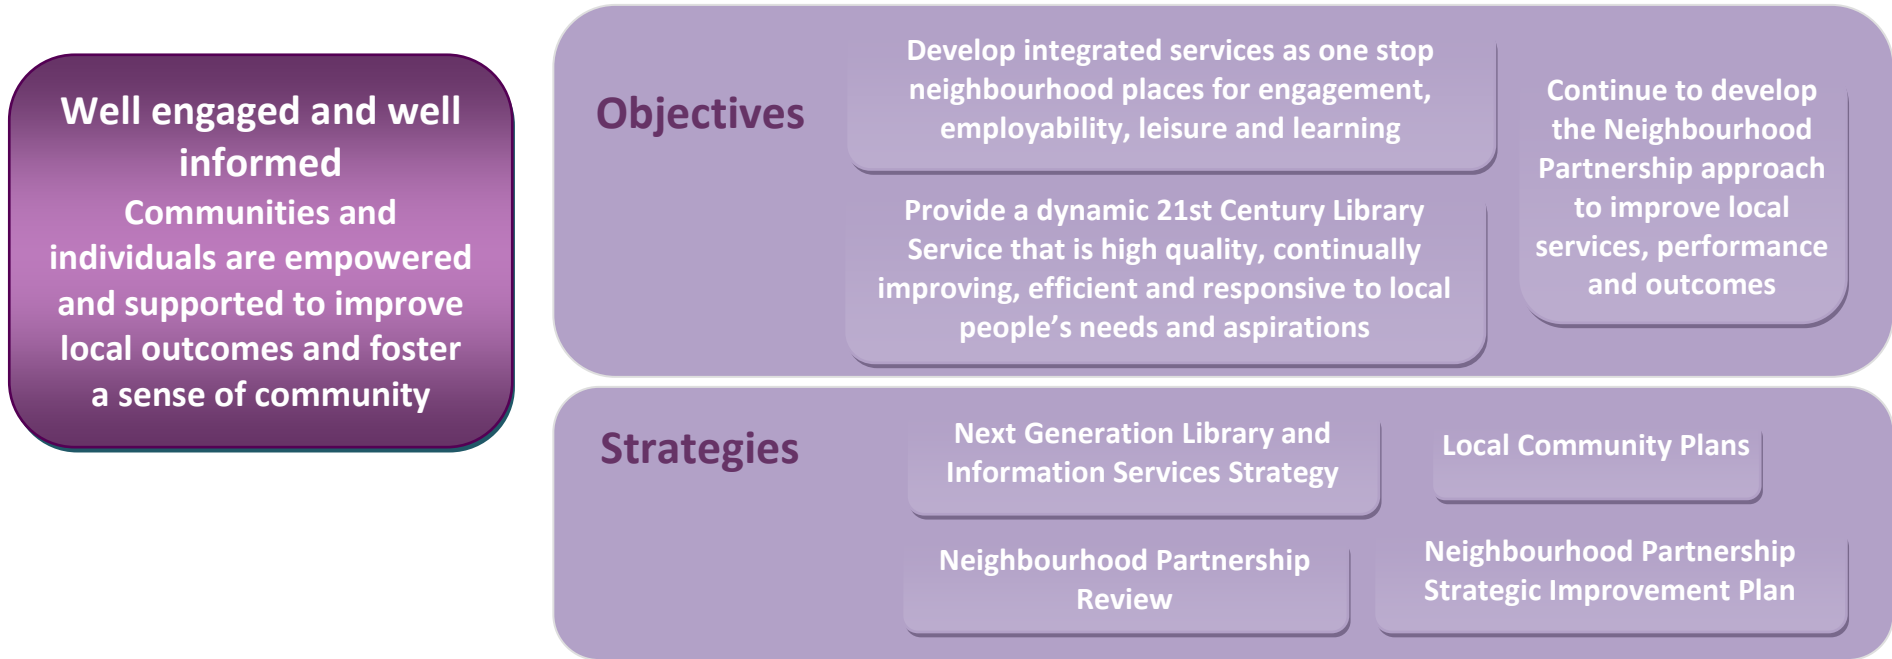 Well engaged and well
informed
Communities and
individuals are empowered
and supported to improve
local outcomes and foster
a sense of community
Objectives
Develop integrated services as one stop
neighbourhood places for engagement,
employability, leisure and learning
Provide a dynamic 21st Century Library
Service that is high quality, continually
improving, efficient and responsive to local
people’s needs and aspirations
Continue to develop
the Neighbourhood
Partnership approach
to improve local
services, performance
and outcomes
Strategies
Next Generation Library and
Information Services Strategy
Local Community Plans
Neighbourhood Partnership
Review
Neighbourhood Partnership
Strategic Improvement Plan